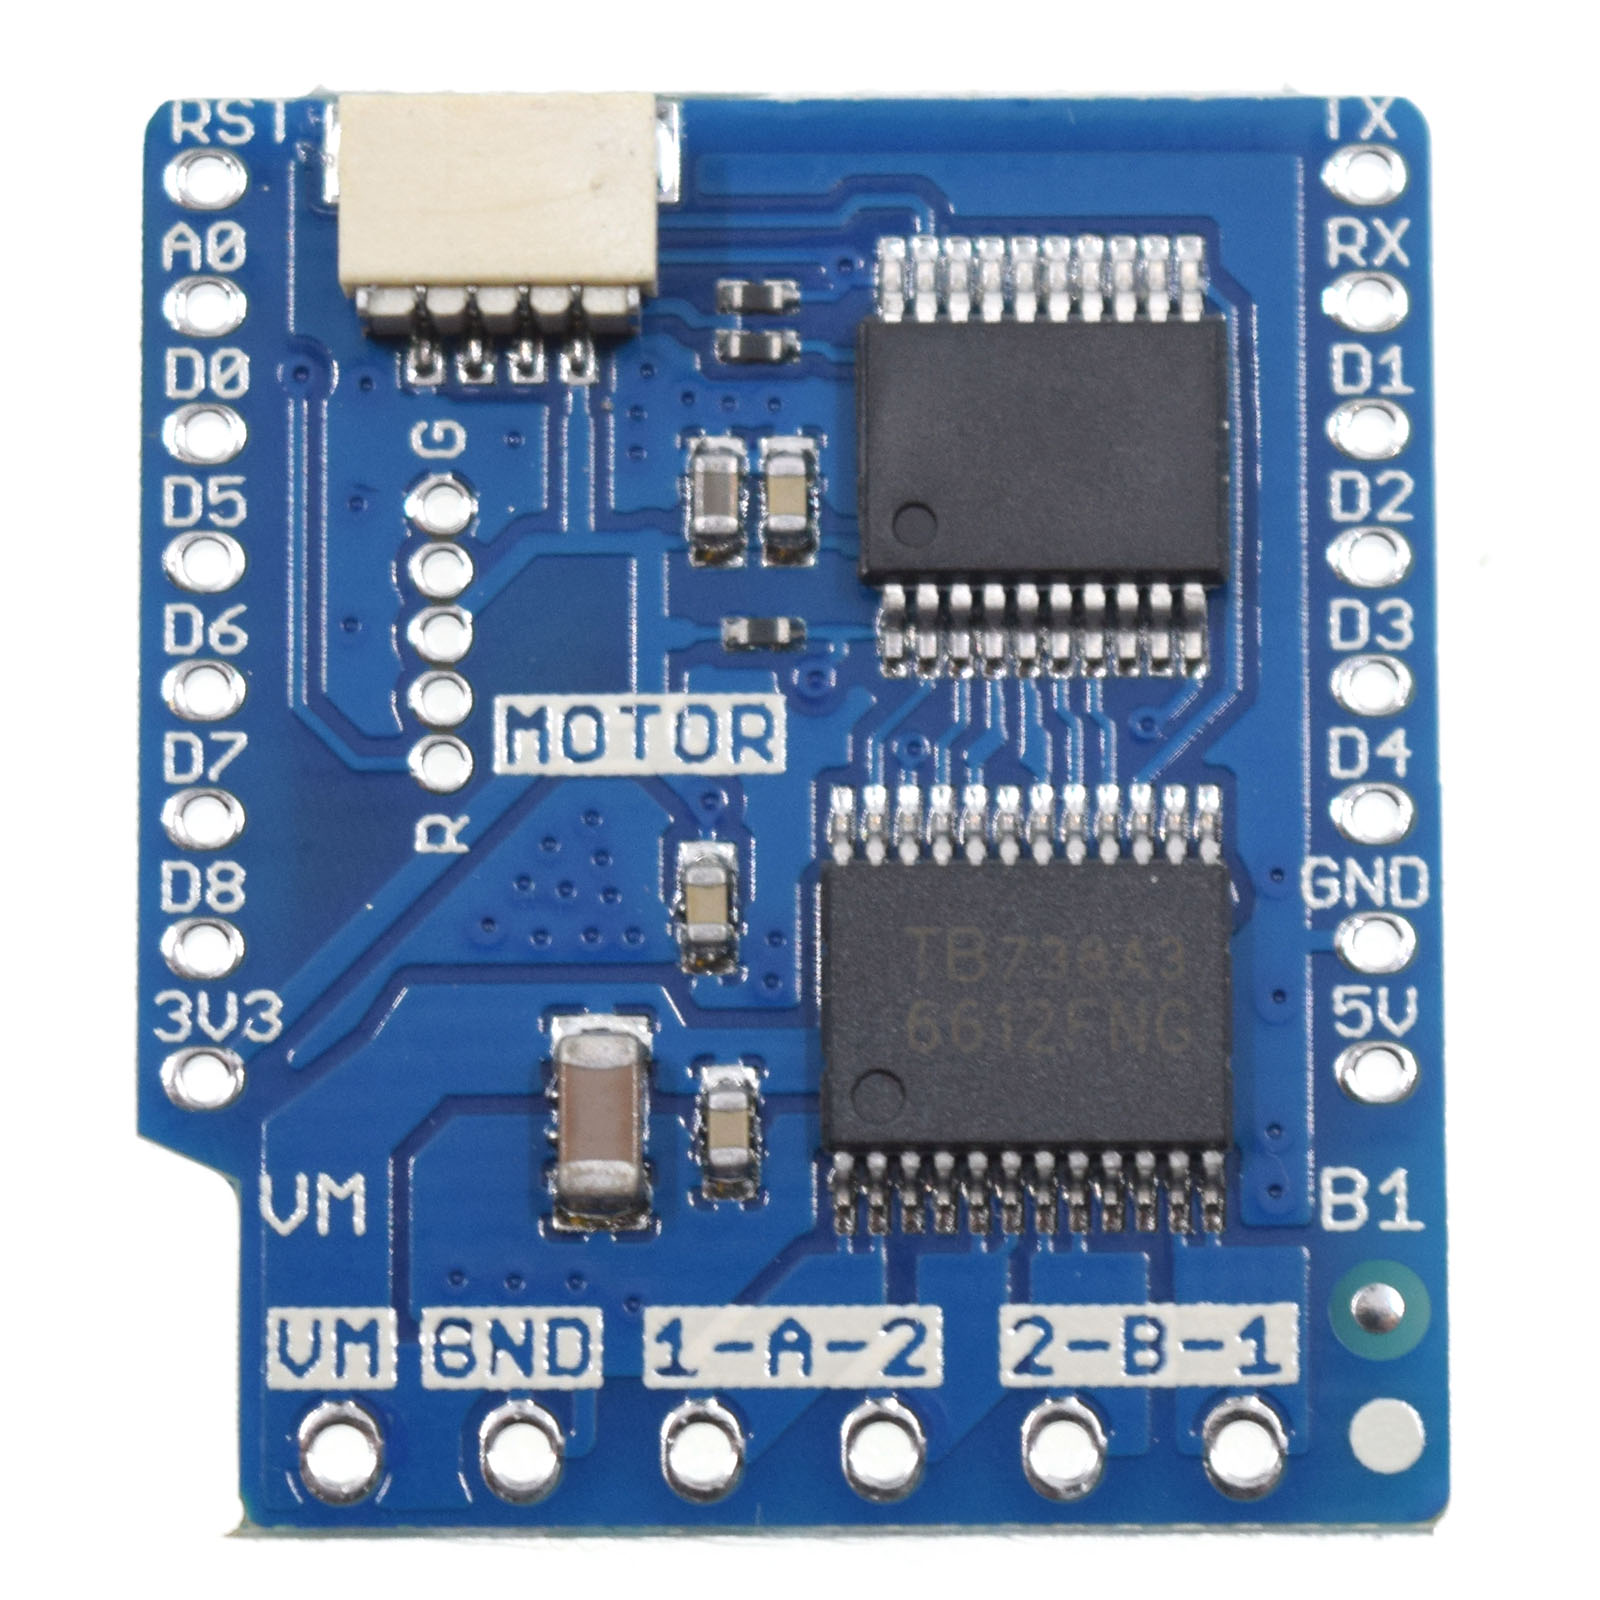 RST
TX
A0
RX
D0
D1
G
D5
D2
D6
D3
MOTOR
D7
D4
R
D8
GND
TB738A3
6612FNG
3V3
5V
VM
B1
VM
GND
1-A-2
2-B-1